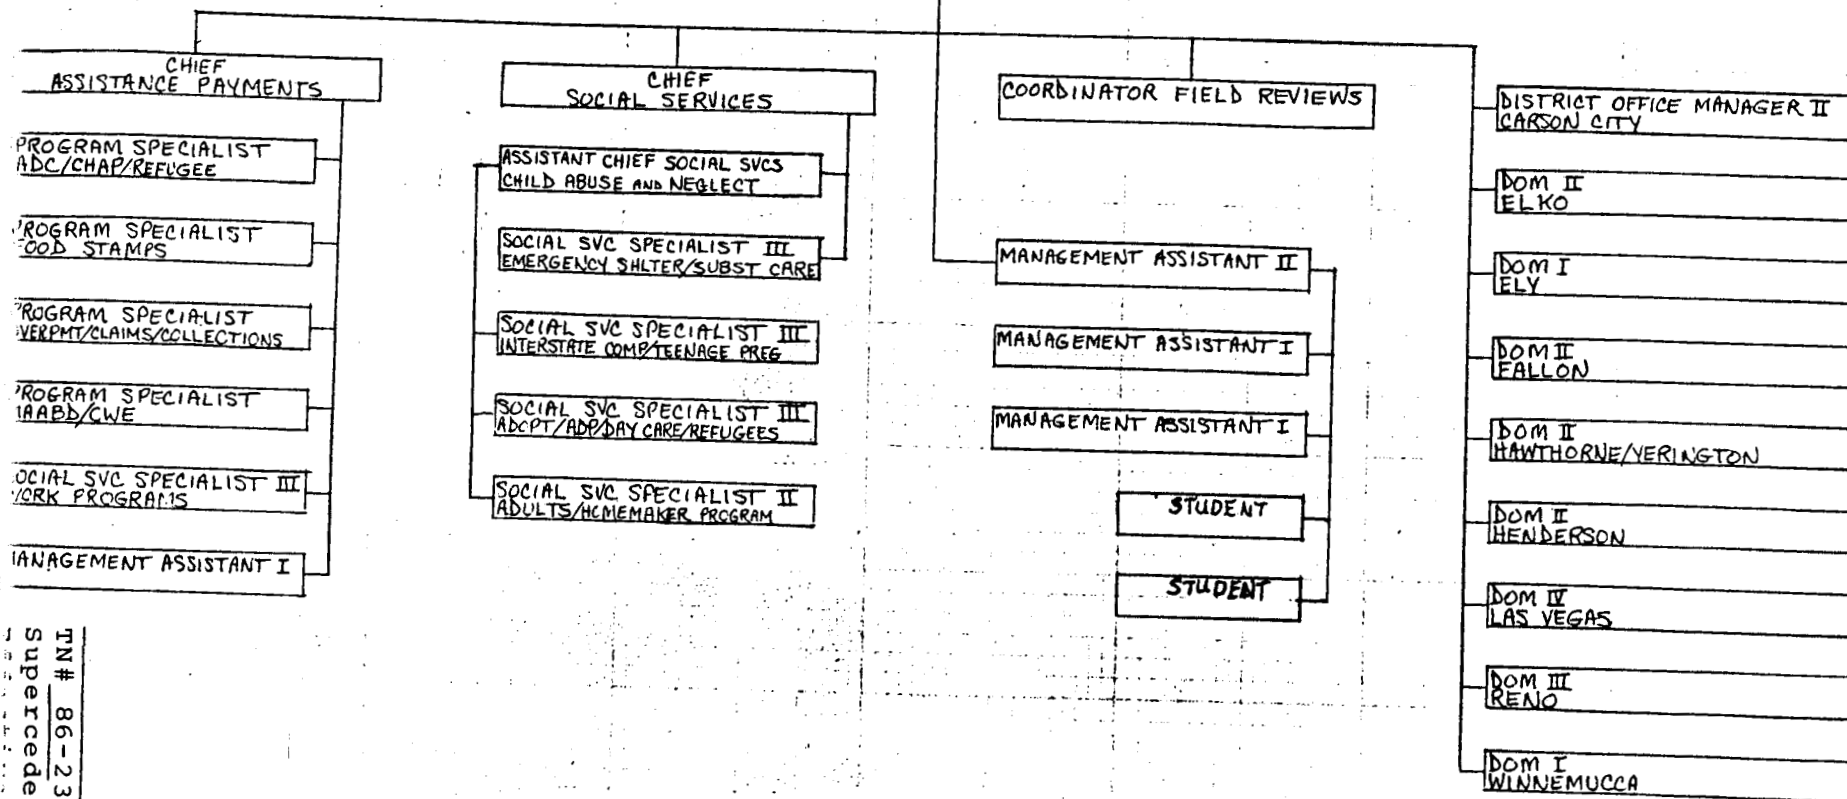 CHIEF
ASSISTANCE PAYMENTS
PROGRAM SPECIALIST
ADC/CHAP/REFUGEE
ROGRAM SPECIALIST
OOD STAMPS
ROGRAM SPECIALIST
VERPMT/CLAIMS/COLLECTIONS
ROGRAM SPECIALIST
AABD/CWE
OCIAL SVC SPECIALIST III
PROGRAMS
ANAGEMENT ASSISTANT I
CHIEF
SOCIAL SERVICES
ASSISTANT CHIEF SOCIAL SVCS
CHILD ABUSE AND NEGLECT
SOCIAL SVC SPECIALIST III
EMERGENCY SHLTER/SUBST CARE
SOCIAL SVC SPECIALIST III
INTERSTATE COMP/TEENAGE PREG
SOCIAL SVC SPECIALIST III
ADOPT/ADP/DAY CARE/REFUGEES
SOCIAL SVC SPECIALIST II
ADULTS/HOMEMAKER PROGRAM
COORDINATOR FIELD REVIEWS
MANAGEMENT ASSISTANT II
MANAGEMENT ASSISTANT I
MANAGEMENT ASSISTANT I
STUDENT
STUDENT
DISTRICT OFFICE MANAGER II
CARSON CITY
DOM II
ELKO
DOM I
ELY
DOM II
FALLON
DOM II
HAWTHORNE/YERINGTON
DOM II
HENDERSON
DOM IV
LAS VEGAS
DOM III
RENO
DOM I
WINNEMUCCA
TN# 86-23
Supercede